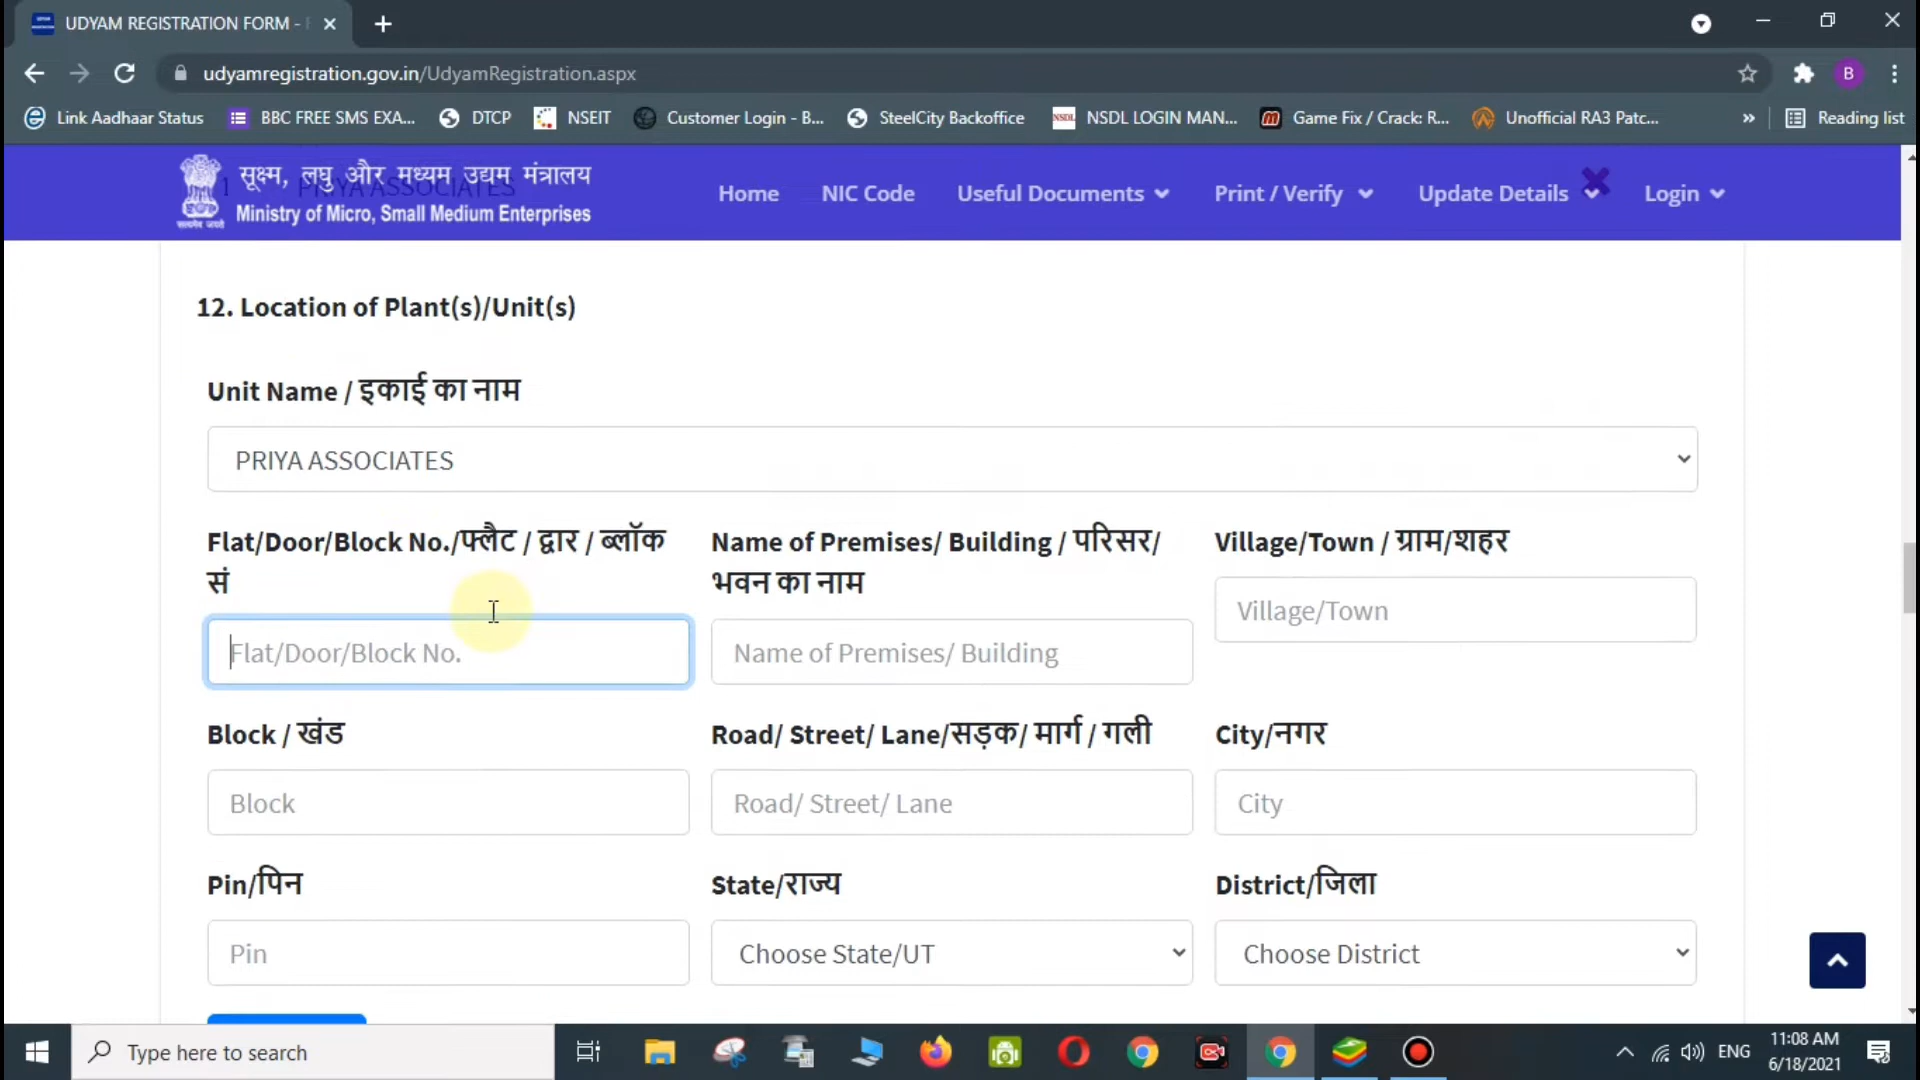 UDYAM REGISTRATION FORM -
udyamregistration.gov.in/UdyamRegistration.aspx
B
Link Aadhaar Status
BBC FREE SMS EXA...
DTCP
NSEIT
Customer Login - B...
SteelCity Backoffice
NSDL LOGIN MAN...
Game Fix / Crack: R...
Unofficial RA3 Patc...
»
Reading list
सूक्ष्म, लघु और मध्यम उद्यम मंत्रालय
1 PRIYA ASSOCIATES
Ministry of Micro, Small Medium Enterprises
Home
NIC Code
Useful Documents
Print / Verify
Update Details
Login
12. Location of Plant(s)/Unit(s)
Unit Name / इकाई का नाम
PRIYA ASSOCIATES
Flat/Door/Block No./फ्लैट / द्वार / ब्लॉक
सं
Name of Premises/ Building / परिसर/
भवन का नाम
Village/Town / ग्राम/शहर
Flat/Door/Block No.
Name of Premises/ Building
Village/Town
Block / खंड
Road/ Street/ Lane/सड़क/ मार्ग / गली
City/नगर
Block
Road/ Street/ Lane
City
Pin/पिन
State/राज्य
District/जिला
Pin
Choose State/UT
Choose District
Type here to search
ENG
11:08 AM
6/18/2021